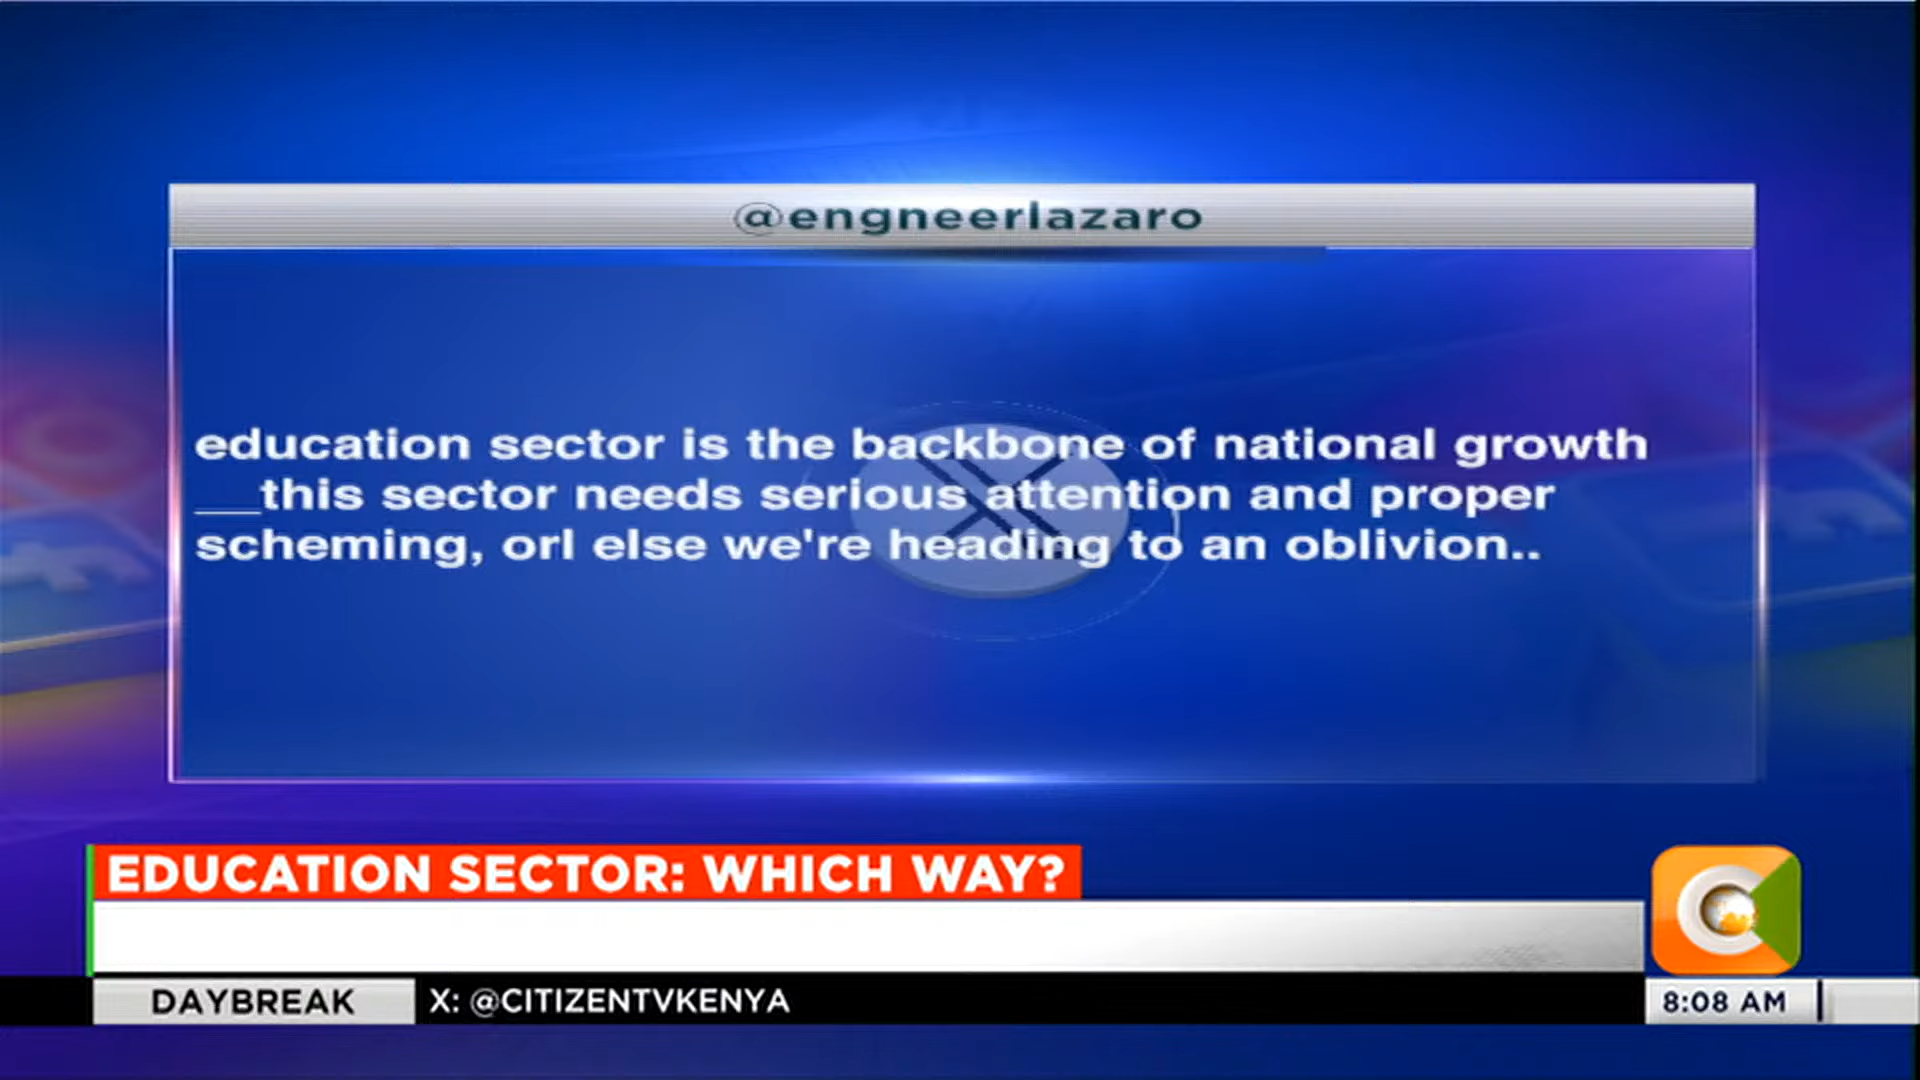 @engneerlazaro
education sector is the backbone of national growth
__this sector needs serious attention and proper
scheming, orl else we're heading to an oblivion..
EDUCATION SECTOR: WHICH WAY?
DAYBREAK
X: @CITIZENTVKENYA
8:08 AM